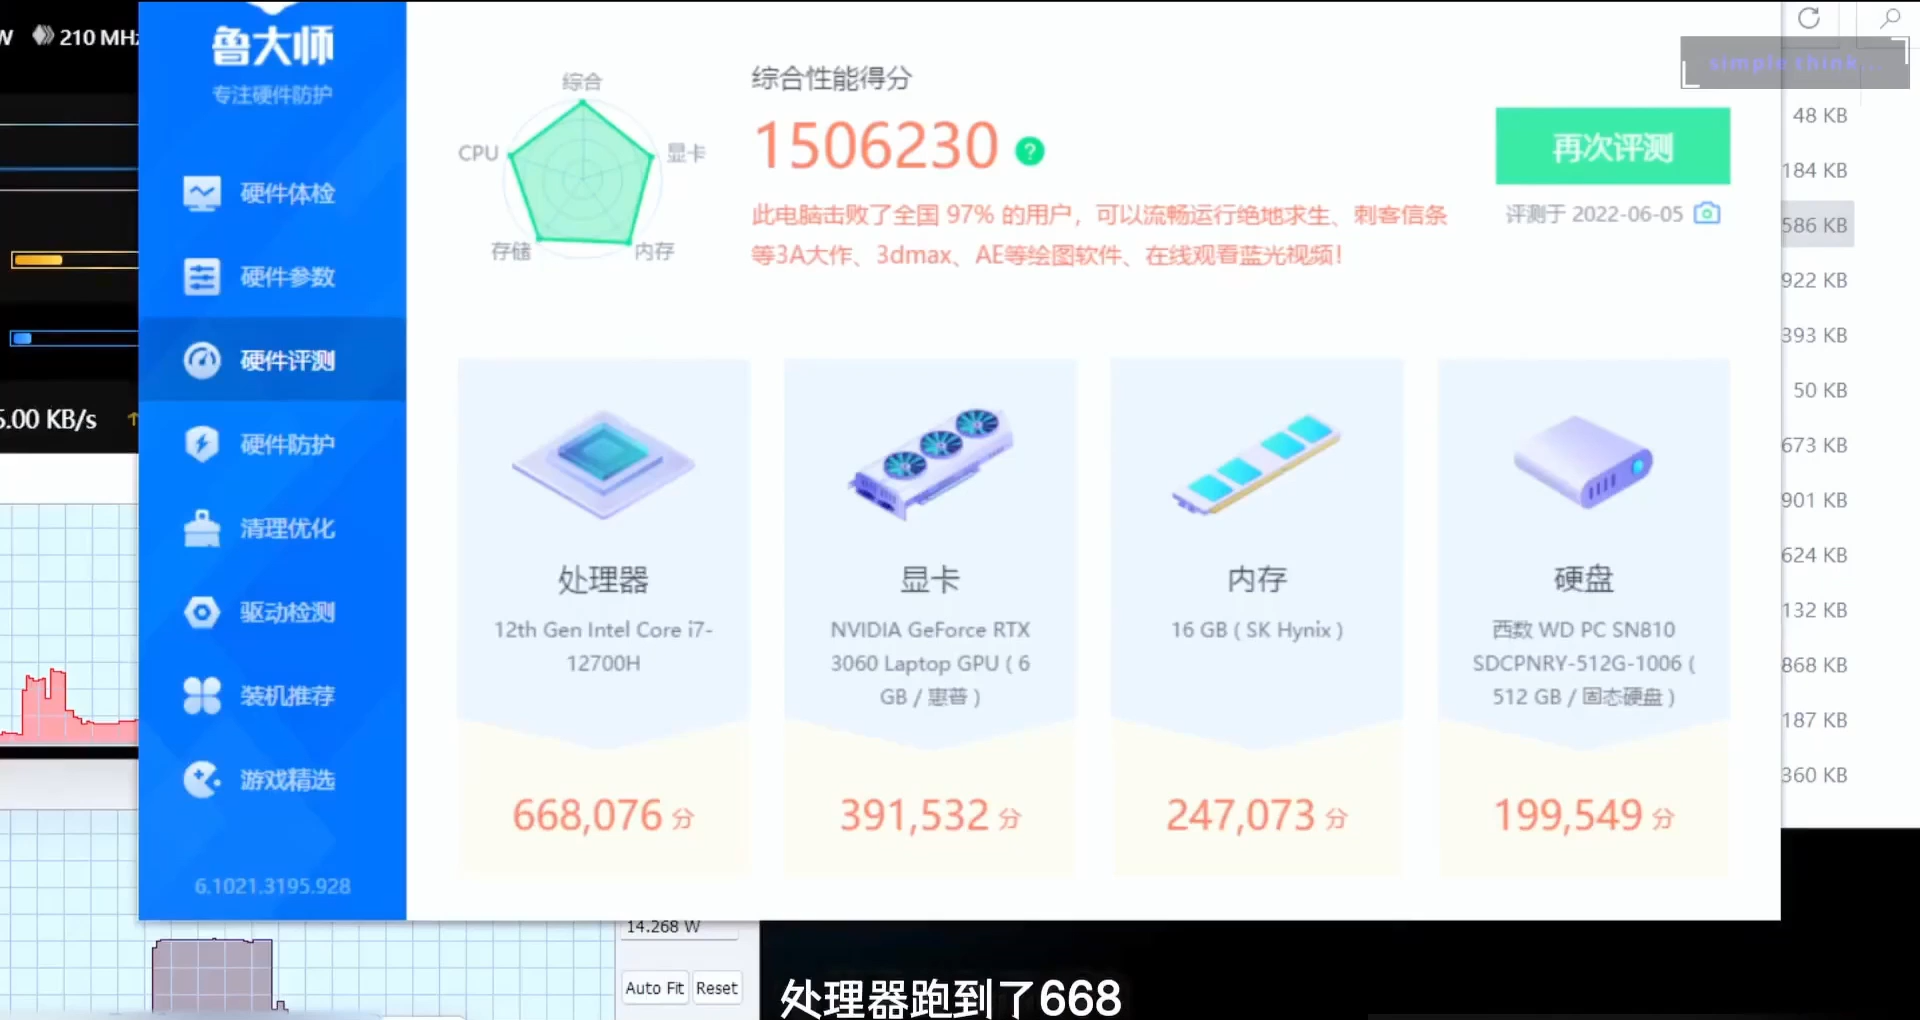 W
210 MHz
鲁大师
专注硬件防护
硬件体检
硬件参数
硬件评测
硬件防护
清理优化
驱动检测
装机推荐
游戏精选
6.1021.3195.928
5.00 KB/s
综合
CPU
显卡
存储
内存
综合性能得分
1506230
?
此电脑击败了全国 97% 的用户，可以流畅运行绝地求生、刺客信条
等3A大作、3dmax、AE等绘图软件、在线观看蓝光视频！
再次评测
评测于 2022-06-05
处理器
12th Gen Intel Core i7-
12700H
668,076 分
显卡
NVIDIA GeForce RTX
3060 Laptop GPU ( 6
GB / 惠普 )
391,532 分
内存
16 GB ( SK Hynix )
247,073 分
硬盘
西数 WD PC SN810
SDCPNRY-512G-1006 (
512 GB / 固态硬盘 )
199,549 分
simple think...
48 KB
184 KB
586 KB
922 KB
393 KB
50 KB
673 KB
901 KB
624 KB
132 KB
868 KB
187 KB
360 KB
14.268 W
Auto Fit
Reset
处理器跑到了668